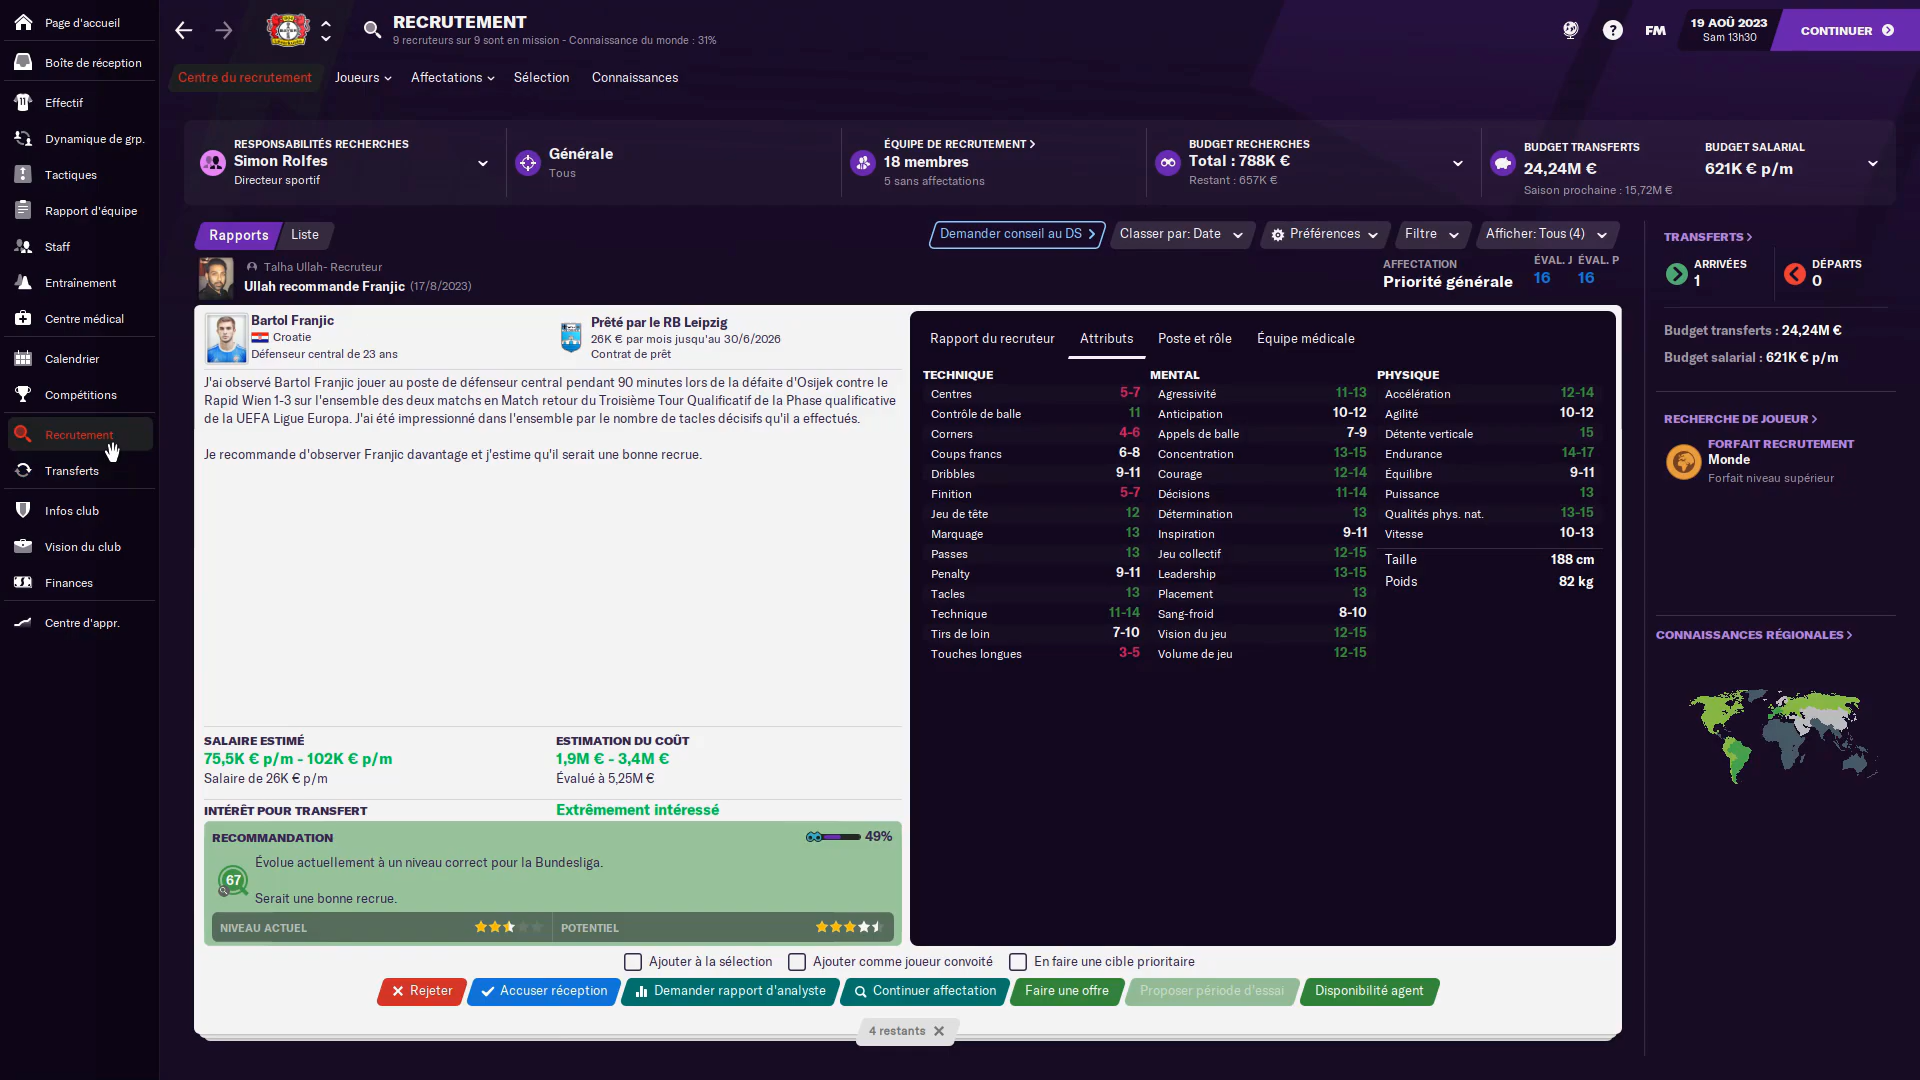 Page d'accueil
Boîte de réception
Effectif
Dynamique de grp.
Tactiques
Rapport d'équipe
Staff
Entraînement
Centre médical
Calendrier
Compétitions
Recrutement
Transferts
Infos club
Vision du club
Finances
Centre d'appr.
RECRUTEMENT
9 recruteurs sur 9 sont en mission - Connaissance du monde : 31%
FM
19 AOÛ 2023
Sam 13h30
CONTINUER
Centre du recrutement
Joueurs
Affectations
Sélection
Connaissances
RESPONSABILITÉS RECHERCHES
Simon Rolfes
Directeur sportif
Générale
Tous
ÉQUIPE DE RECRUTEMENT
18 membres
5 sans affectations
BUDGET RECHERCHES
Total : 788K €
Restant : 657K €
BUDGET TRANSFERTS
24,24M €
Saison prochaine : 15,72M €
BUDGET SALARIAL
621K € p/m
Rapports
Liste
Demander conseil au DS
Classer par: Date
Préférences
Filtre
Afficher: Tous (4)
Talha Ullah- Recruteur
Ullah recommande Franjic (17/8/2023)
AFFECTATION
Priorité générale
ÉVAL. J
16
ÉVAL. P
16
Bartol Franjic
Croatie
Défenseur central de 23 ans
Prêté par le RB Leipzig
26K € par mois jusqu'au 30/6/2026
Contrat de prêt
J'ai observé Bartol Franjic jouer au poste de défenseur central pendant 90 minutes lors de la défaite d'Osijek contre le
Rapid Wien 1-3 sur l'ensemble des deux matchs en Match retour du Troisième Tour Qualificatif de la Phase qualificative
de la UEFA Ligue Europa. J'ai été impressionné dans l'ensemble par le nombre de tacles décisifs qu'il a effectués.
Je recommande d'observer Franjic davantage et j'estime qu'il serait une bonne recrue.
SALAIRE ESTIMÉ
75,5K € p/m - 102K € p/m
Salaire de 26K € p/m
ESTIMATION DU COÛT
1,9M € - 3,4M €
Évalué à 5,25M €
INTÉRÊT POUR TRANSFERT
Extrêmement intéressé
RECOMMANDATION
49%
67
Évolue actuellement à un niveau correct pour la Bundesliga.
Serait une bonne recrue.
NIVEAU ACTUEL
POTENTIEL
Rapport du recruteur
Attributs
Poste et rôle
Équipe médicale
TECHNIQUE
Centres 5-7
Contrôle de balle 11
Corners 4-6
Coups francs 6-8
Dribbles 9-11
Finition 5-7
Jeu de tête 12
Marquage 13
Passes 13
Penalty 9-11
Tacles 13
Technique 11-14
Tirs de loin 7-10
Touches longues 3-5
MENTAL
Agressivité 11-13
Anticipation 10-12
Appels de balle 7-9
Concentration 13-15
Courage 12-14
Décisions 11-14
Détermination 13
Inspiration 9-11
Jeu collectif 12-15
Leadership 13-15
Placement 13
Sang-froid 8-10
Vision du jeu 12-15
Volume de jeu 12-15
PHYSIQUE
Accélération 12-14
Agilité 10-12
Détente verticale 15
Endurance 14-17
Équilibre 9-11
Puissance 13
Qualités phys. nat. 13-15
Vitesse 10-13
Taille 188 cm
Poids 82 kg
Ajouter à la sélection
Ajouter comme joueur convoité
En faire une cible prioritaire
Rejeter
Accuser réception
Demander rapport d'analyste
Continuer affectation
Faire une offre
Proposer période d'essai
Disponibilité agent
4 restants
TRANSFERTS
ARRIVÉES
1
DÉPARTS
0
Budget transferts : 24,24M €
Budget salarial : 621K € p/m
RECHERCHE DE JOUEUR
FORFAIT RECRUTEMENT
Monde
Forfait niveau supérieur
CONNAISSANCES RÉGIONALES